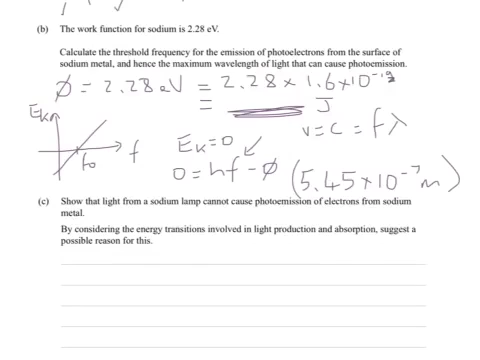 (b) The work function for sodium is 2.28 eV.
Calculate the threshold frequency for the emission of photoelectrons from the surface of
sodium metal, and hence the maximum wavelength of light that can cause photoemission.
ϕ = 2.28 eV = 2.28 × 1.6×10⁻¹⁹
= J
Ek
f₀
f
Ek=0
v=c=fλ
0=hf-ϕ (5.45×10⁻⁷m)
(c) Show that light from a sodium lamp cannot cause photoemission of electrons from sodium
metal.
By considering the energy transitions involved in light production and absorption, suggest a
possible reason for this.